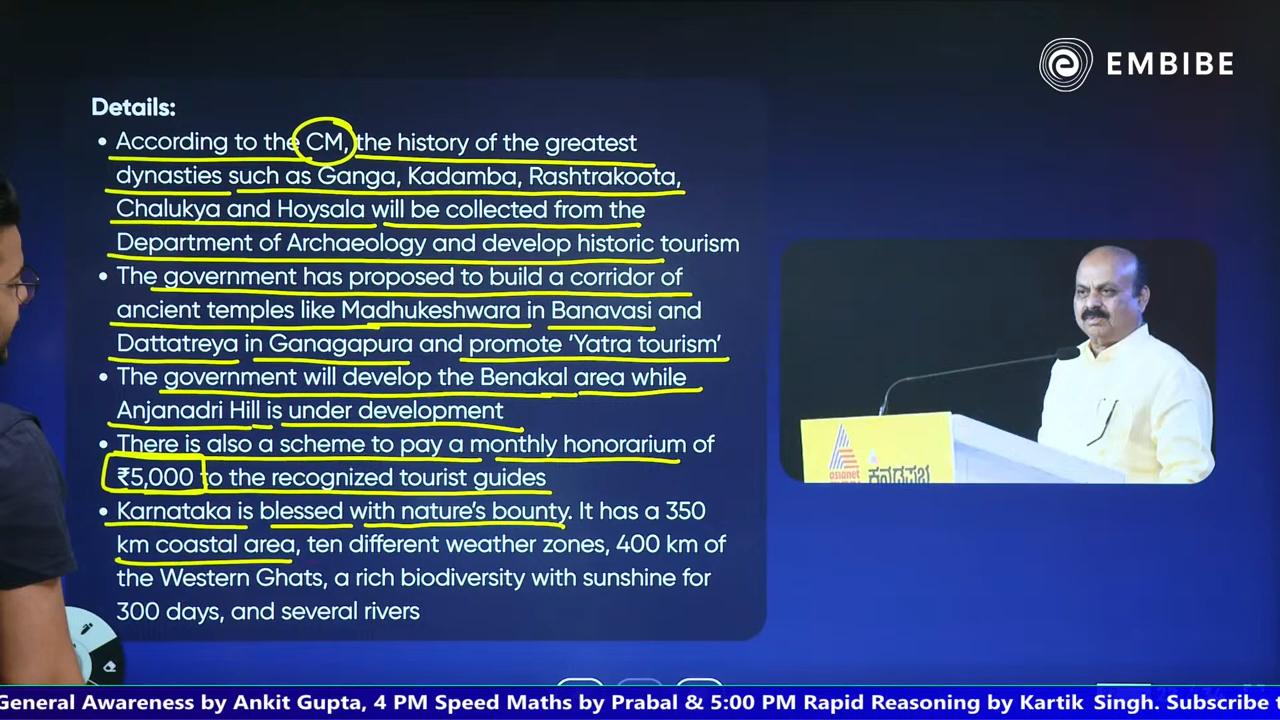 EMBIBE
Details:
• According to the CM, the history of the greatest
dynasties such as Ganga, Kadamba, Rashtrakoota,
Chalukya and Hoysala will be collected from the
Department of Archaeology and develop historic tourism
• The government has proposed to build a corridor of
ancient temples like Madhukeshwara in Banavasi and
Dattatreya in Ganagapura and promote ‘Yatra tourism’
• The government will develop the Benakal area while
Anjanadri Hill is under development
• There is also a scheme to pay a monthly honorarium of
₹5,000 to the recognized tourist guides
• Karnataka is blessed with nature’s bounty. It has a 350
km coastal area, ten different weather zones, 400 km of
the Western Ghats, a rich biodiversity with sunshine for
300 days, and several rivers
asianet
ಕನ್ನಡಪ್ರಭ
General Awareness by Ankit Gupta, 4 PM Speed Maths by Prabal & 5:00 PM Rapid Reasoning by Kartik Singh. Subscribe